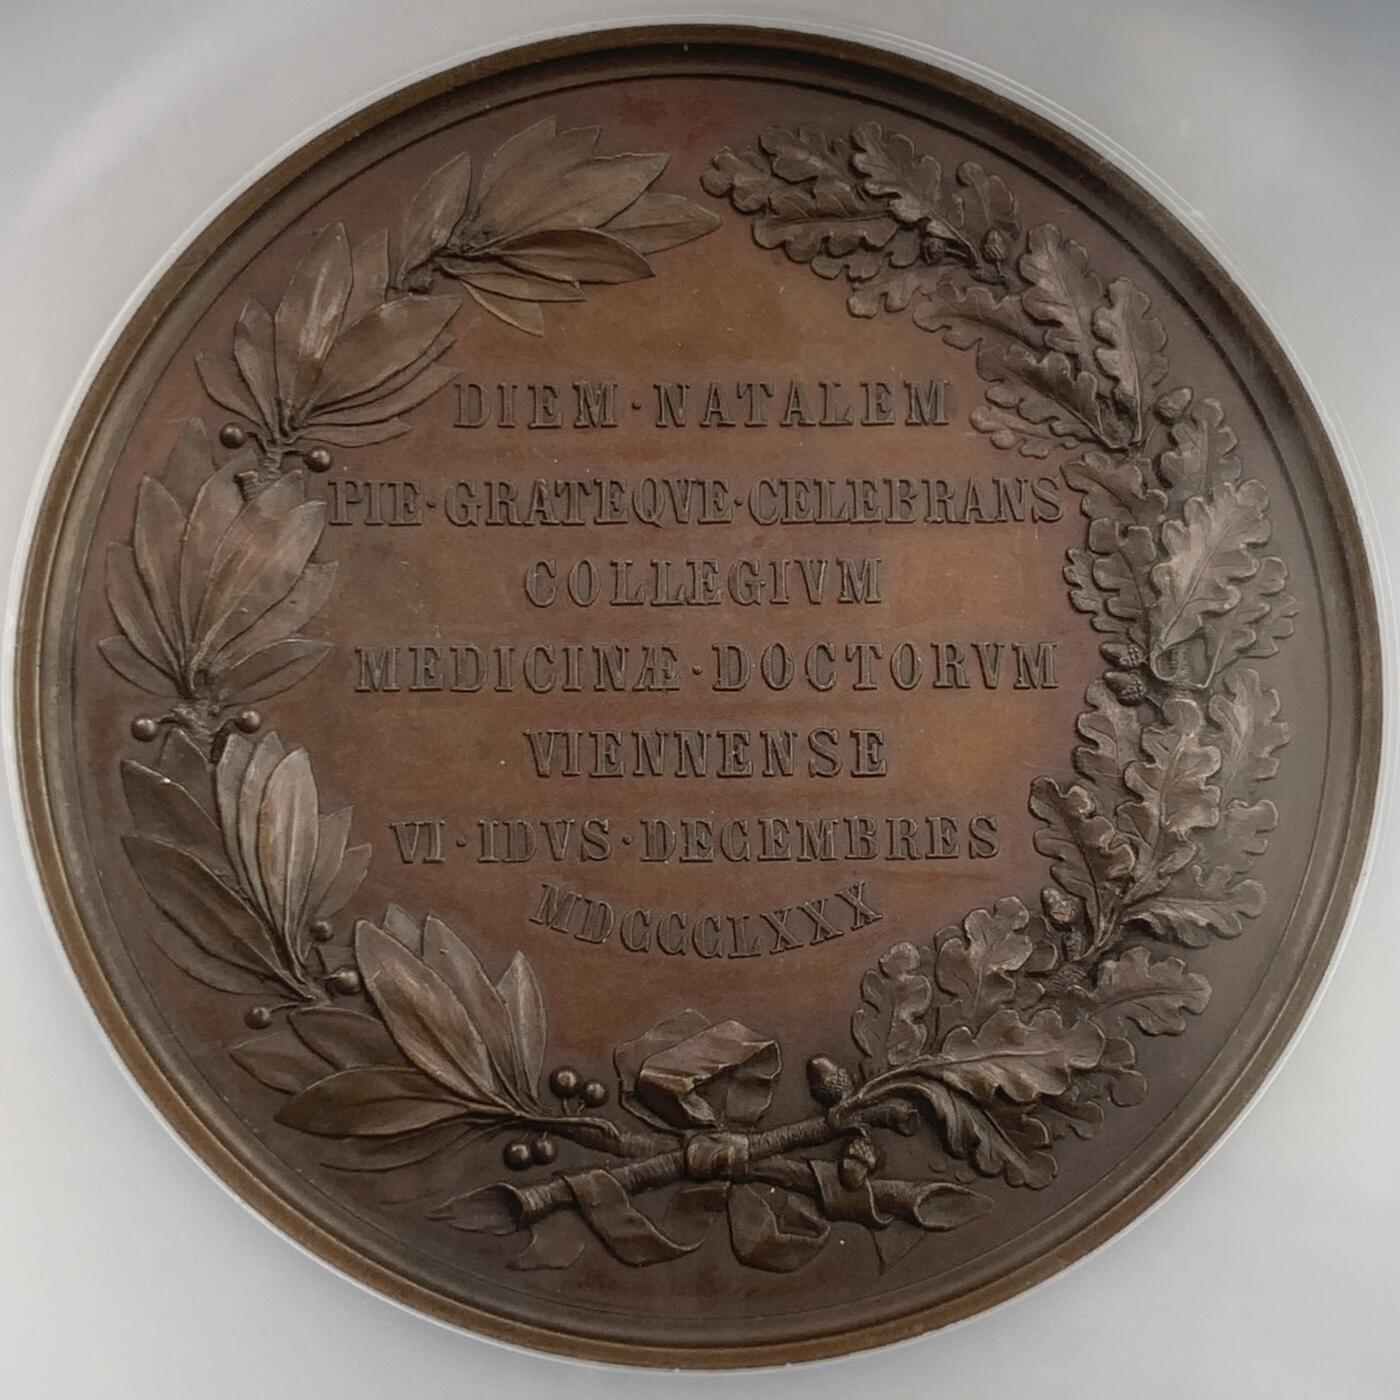 DIEM · NATALEM
PIE · GRATEQVE · CELEBRANS
COLLEGIVM
MEDICINÆ · DOCTORVM
VIENNENSE
VI · IDVS · DECEMBRES
MDCCCLXXX